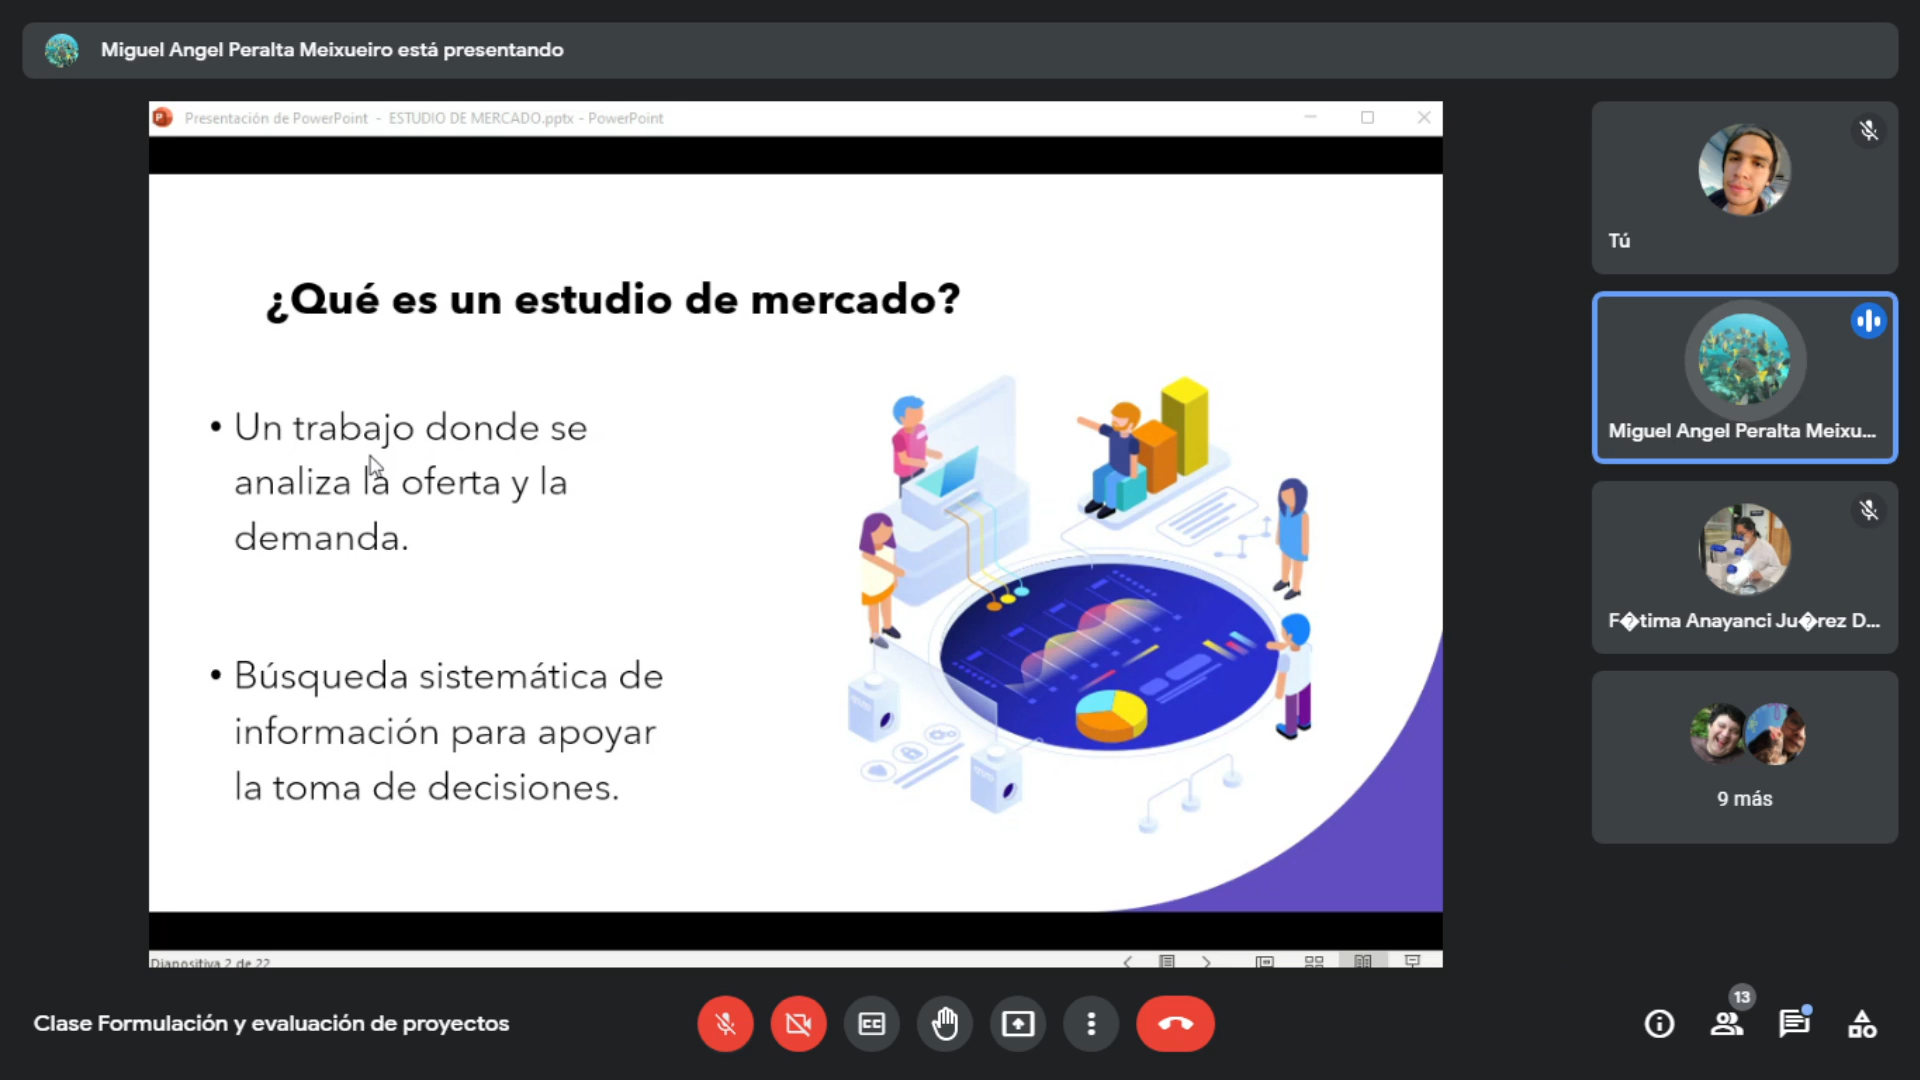 Miguel Angel Peralta Meixueiro está presentando
Presentación de PowerPoint - ESTUDIO DE MERCADO.pptx - PowerPoint
¿Qué es un estudio de mercado?
• Un trabajo donde se
analiza la oferta y la
demanda.
• Búsqueda sistemática de
información para apoyar
la toma de decisiones.
Diapositiva 2 de 22
Tú
Miguel Angel Peralta Meixu...
F�tima Anayanci Ju�rez D...
9 más
Clase Formulación y evaluación de proyectos
CC
13